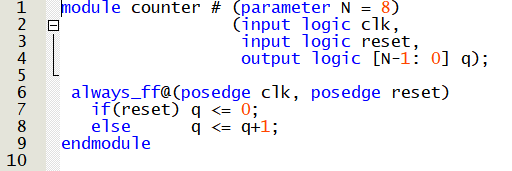 1 module counter # (parameter N = 8)
2 (input logic clk,
3 input logic reset,
4 output logic [N-1: 0] q);
5
6 always_ff@(posedge clk, posedge reset)
7 if(reset) q <= 0;
8 else q <= q+1;
9 endmodule
10